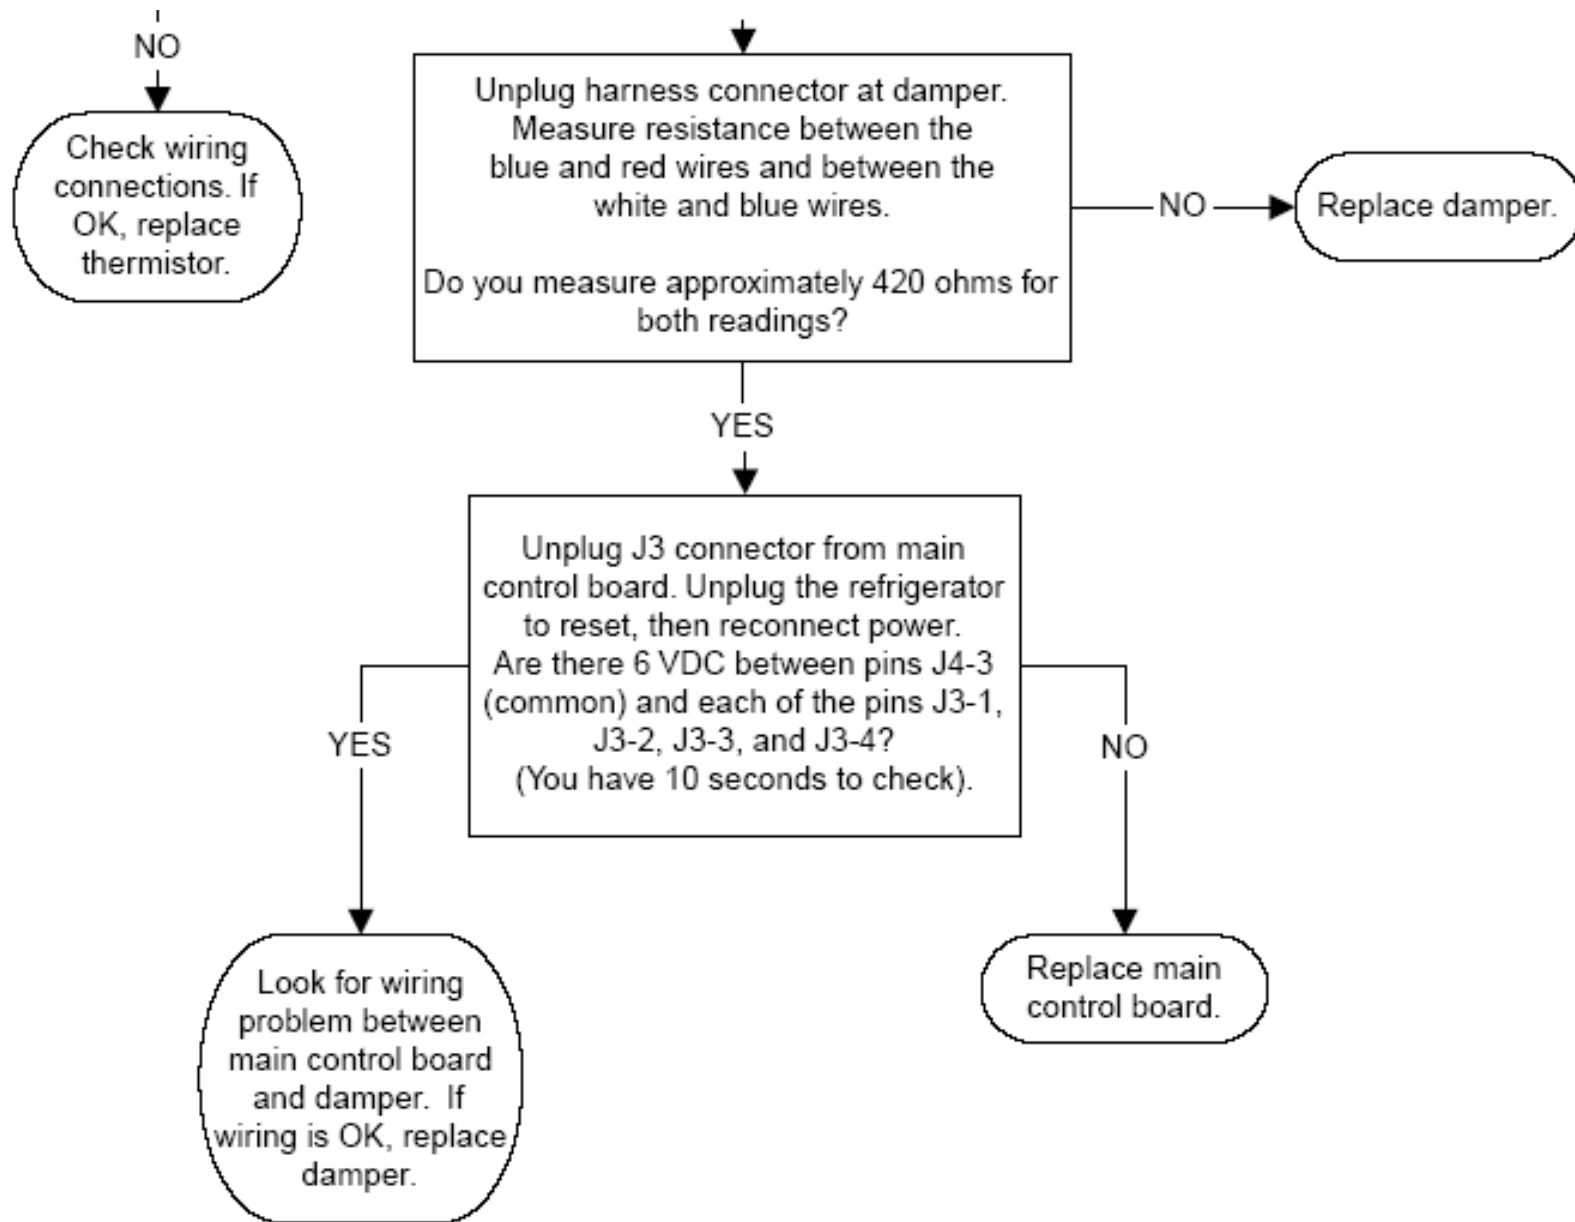 NO
Check wiring
connections. If
OK, replace
thermistor.
Unplug harness connector at damper.
Measure resistance between the
blue and red wires and between the
white and blue wires.
Do you measure approximately 420 ohms for
both readings?
NO
Replace damper.
YES
Unplug J3 connector from main
control board. Unplug the refrigerator
to reset, then reconnect power.
Are there 6 VDC between pins J4-3
(common) and each of the pins J3-1,
J3-2, J3-3, and J3-4?
(You have 10 seconds to check).
YES
NO
Look for wiring
problem between
main control board
and damper.  If
wiring is OK, replace
damper.
Replace main
control board.